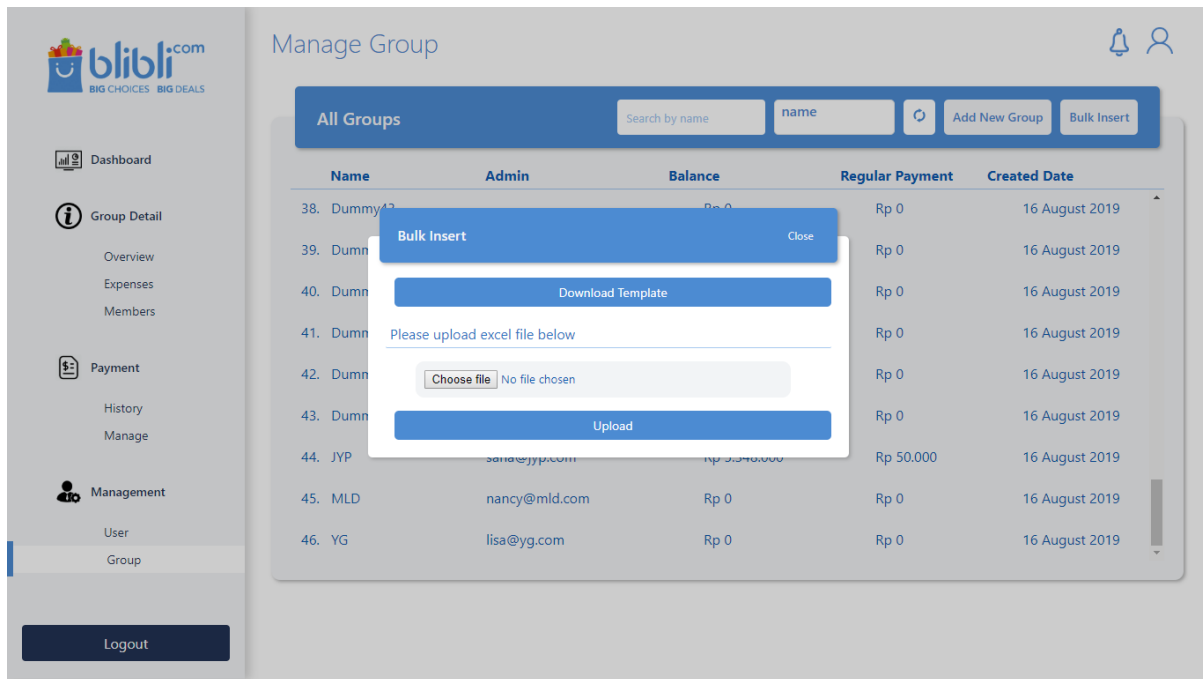 blibli.com
BIG CHOICES BIG DEALS
Dashboard
Group Detail
Overview
Expenses
Members
Payment
History
Manage
Management
User
Group
Logout
Manage Group
All Groups Search by name name Add New Group Bulk Insert
Name Admin Balance Regular Payment Created Date
38. Dummy43 Rp 0 Rp 0 16 August 2019
Bulk Insert Close
39. Rp 0 16 August 2019
Download Template
40. Rp 0 16 August 2019
Please upload excel file below
41. Rp 0 16 August 2019
Choose file No file chosen
42. Rp 0 16 August 2019
43. Rp 0 16 August 2019
Upload
44. JYP sana@jyp.com Rp 50.000 16 August 2019
45. MLD nancy@mld.com Rp 0 Rp 0 16 August 2019
46. YG lisa@yg.com Rp 0 Rp 0 16 August 2019